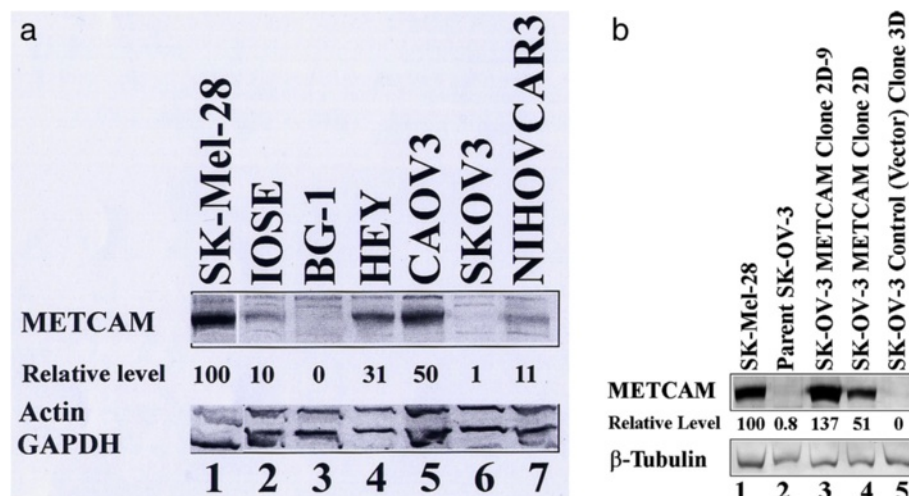 a
SK-Mel-28
IOSE
BG-1
HEY
CAOV3
SKOV3
NIHOVCAR3
METCAM
Relative level 100 10 0 31 50 1 11
Actin
GAPDH
1 2 3 4 5 6 7
b
SK-Mel-28
Parent SK-OV-3
SK-OV-3 METCAM Clone 2D-9
SK-OV-3 METCAM Clone 2D
SK-OV-3 Control (Vector) Clone 3D
METCAM
Relative Level 100 0.8 137 51 0
β-Tubulin
1 2 3 4 5